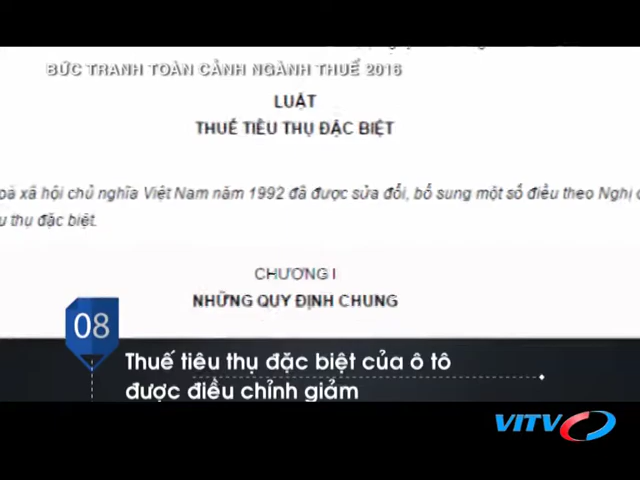 BỨC TRANH TOÀN CẢNH NGÀNH THUẾ 2016
LUẬT
THUẾ TIÊU THỤ ĐẶC BIỆT
xã hội chủ nghĩa Việt Nam năm 1992 đã được sửa đổi, bổ sung một số điều theo Nghị
thụ đặc biệt.
CHƯƠNG I
NHỮNG QUY ĐỊNH CHUNG
08
Thuế tiêu thụ đặc biệt của ô tô
được điều chỉnh giảm
VITV